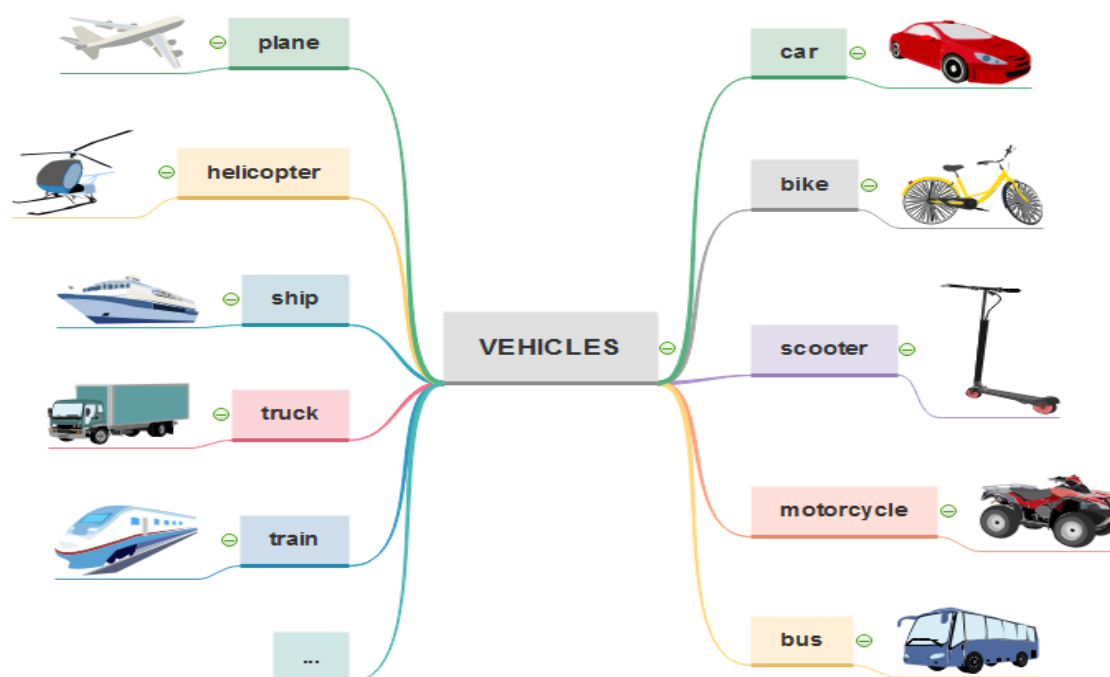 plane
helicopter
ship
truck
train
...
VEHICLES
car
bike
scooter
motorcycle
bus